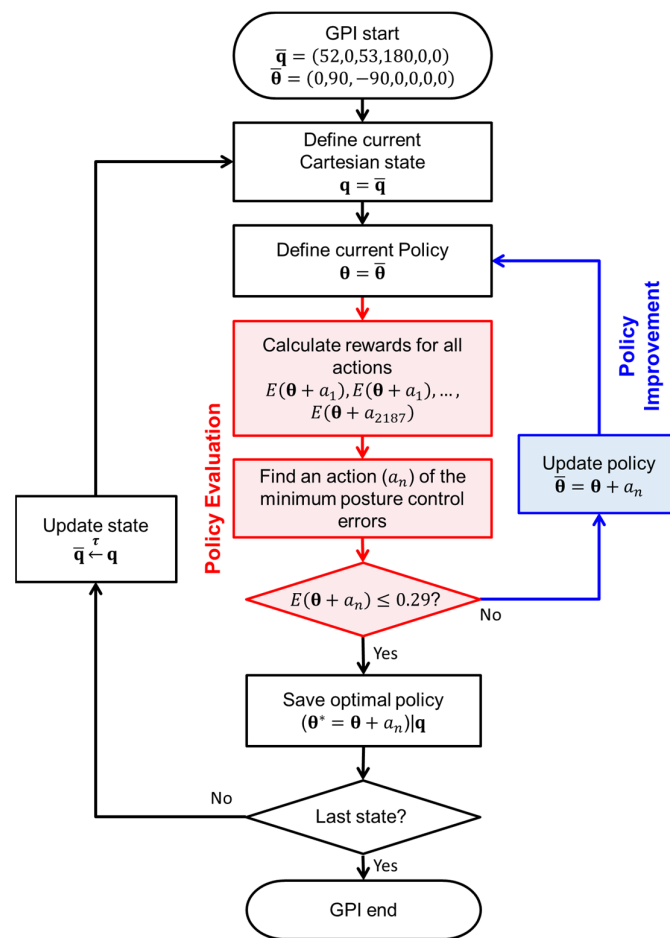 GPI start
q̅ = (52,0,53,180,0,0)
θ̅ = (0,90, −90,0,0,0,0)
Define current
Cartesian state
q = q̅
Define current Policy
θ = θ̅
Calculate rewards for all
actions
E(θ + a₁), E(θ + a₁), … ,
E(θ + a₂₁₈₇)
Find an action (aₙ) of the
minimum posture control
errors
Policy Evaluation
E(θ + aₙ) ≤ 0.29?
No
Update policy
θ̅ = θ + aₙ
Policy
Improvement
Yes
Save optimal policy
(θ* = θ + aₙ)|q
Last state?
No
Update state
τ
q̅ ← q
Yes
GPI end